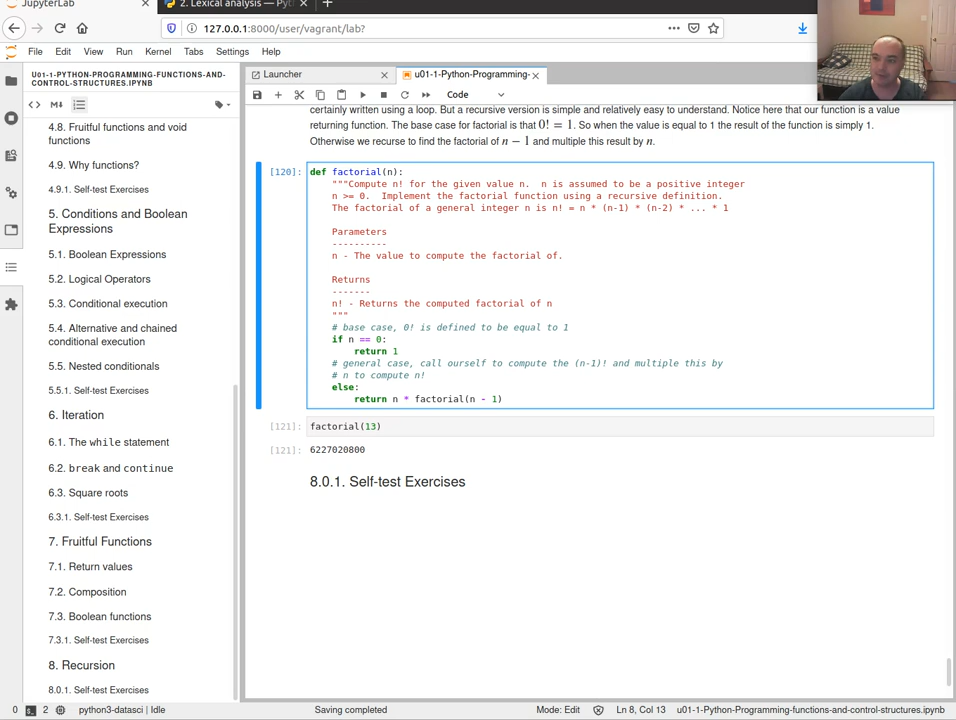 JupyterLab
2. Lexical analysis — Pyt
127.0.0.1:8000/user/vagrant/lab?
File Edit View Run Kernel Tabs Settings Help
U01-1-PYTHON-PROGRAMMING-FUNCTIONS-AND-
CONTROL-STRUCTURES.IPYNB
4.8. Fruitful functions and void
functions
4.9. Why functions?
4.9.1. Self-test Exercises
5. Conditions and Boolean
Expressions
5.1. Boolean Expressions
5.2. Logical Operators
5.3. Conditional execution
5.4. Alternative and chained
conditional execution
5.5. Nested conditionals
5.5.1. Self-test Exercises
6. Iteration
6.1. The while statement
6.2. break and continue
6.3. Square roots
6.3.1. Self-test Exercises
7. Fruitful Functions
7.1. Return values
7.2. Composition
7.3. Boolean functions
7.3.1. Self-test Exercises
8. Recursion
8.0.1. Self-test Exercises
Launcher
u01-1-Python-Programming-
Code
certainly written using a loop. But a recursive version is simple and relatively easy to understand. Notice here that our function is a value
returning function. The base case for factorial is that 0! = 1. So when the value is equal to 1 the result of the function is simply 1.
Otherwise we recurse to find the factorial of n − 1 and multiple this result by n.
[120]: def factorial(n):
"""Compute n! for the given value n.  n is assumed to be a positive integer
n >= 0.  Implement the factorial function using a recursive definition.
The factorial of a general integer n is n! = n * (n-1) * (n-2) * ... * 1
Parameters
----------
n - The value to compute the factorial of.
Returns
-------
n! - Returns the computed factorial of n
"""
# base case, 0! is defined to be equal to 1
if n == 0:
return 1
# general case, call ourself to compute the (n-1)! and multiple this by
# n to compute n!
else:
return n * factorial(n - 1)
[121]: factorial(13)
[121]: 6227020800
8.0.1. Self-test Exercises
0 2 python3-datasci | Idle Saving completed Mode: Edit Ln 8, Col 13 u01-1-Python-Programming-functions-and-control-structures.ipynb